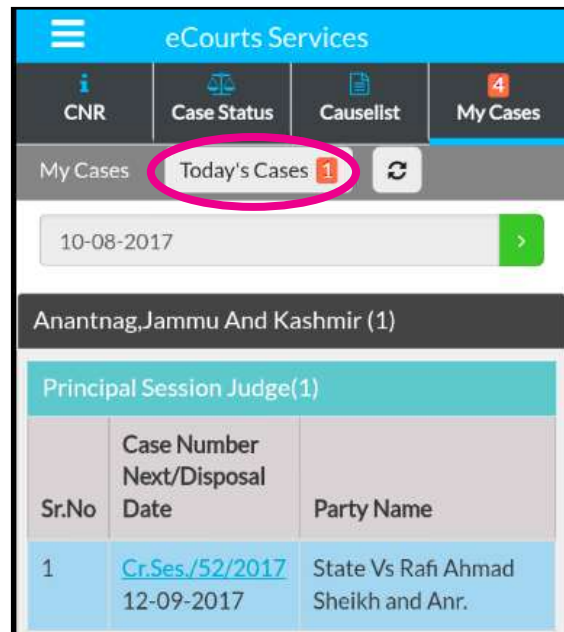 eCourts Services
CNR
Case Status
Causelist
4
My Cases
My Cases
Today's Cases 1
10-08-2017
Anantnag,Jammu And Kashmir (1)
Principal Session Judge(1)
Sr.No
Case Number
Next/Disposal
Date
Party Name
1
Cr.Ses./52/2017
12-09-2017
State Vs Rafi Ahmad
Sheikh and Anr.